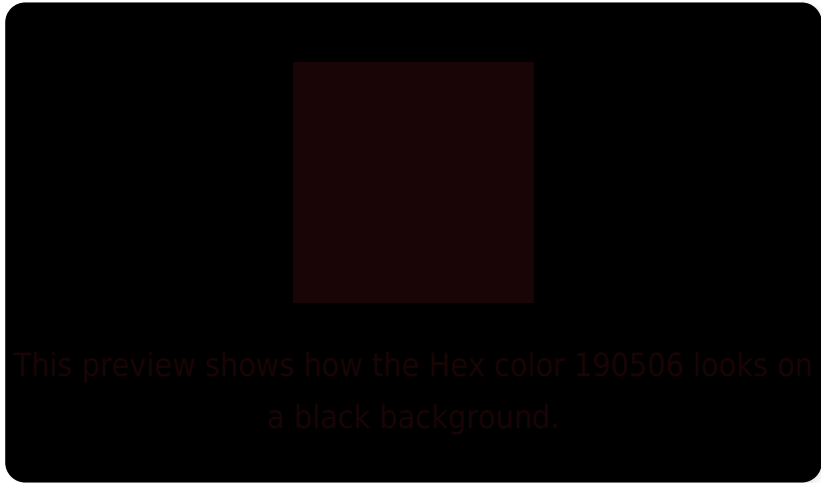 This preview shows how the Hex color 190506 looks on
a black background.